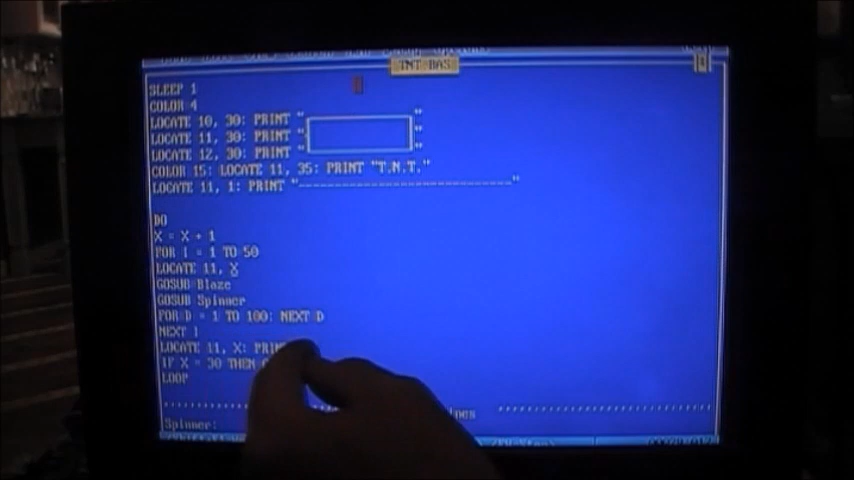 TNT.BAS
SLEEP 1
COLOR 4
LOCATE 10, 30: PRINT "              "
LOCATE 11, 30: PRINT "              "
LOCATE 12, 30: PRINT "              "
COLOR 15: LOCATE 11, 35: PRINT "T.N.T."
LOCATE 11, 1: PRINT "-----------------------------"
DO
X = X + 1
FOR I = 1 TO 50
LOCATE 11, X
GOSUB Blaze
GOSUB Spinner
FOR D = 1 TO 100: NEXT D
NEXT I
LOCATE 11, X: PRINT
IF X = 30 THEN
LOOP
Spinner: